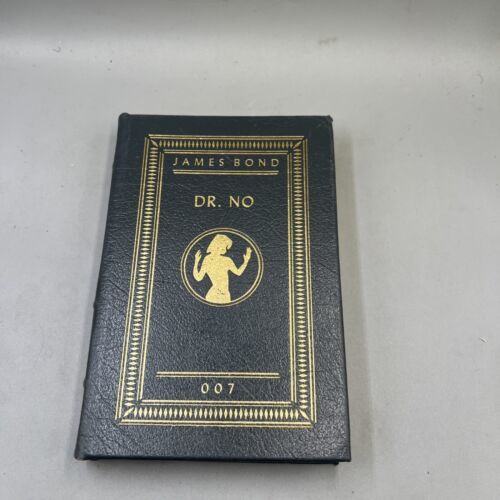 JAMES BOND
DR. NO
007